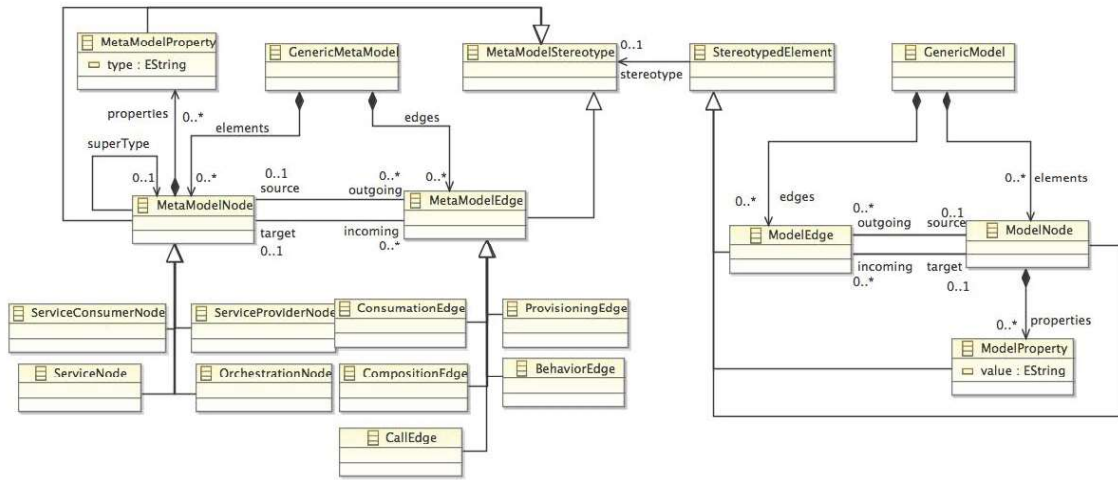 MetaModelProperty
type : EString
GenericMetaModel
MetaModelStereotype
0..1
stereotype
StereotypedElement
GenericModel
properties
0..*
elements
edges
superType
0..1
0..*
0..1
source
0..*
outgoing
0..*
MetaModelNode
MetaModelEdge
target
0..1
incoming
0..*
0..*
elements
0..*
edges
0..*
outgoing
0..1
source
ModelEdge
ModelNode
incoming
0..*
target
0..1
0..*
properties
ServiceConsumerNode
ServiceProviderNode
ConsumationEdge
ProvisioningEdge
ModelProperty
value : EString
ServiceNode
OrchestrationNode
CompositionEdge
BehaviorEdge
CallEdge